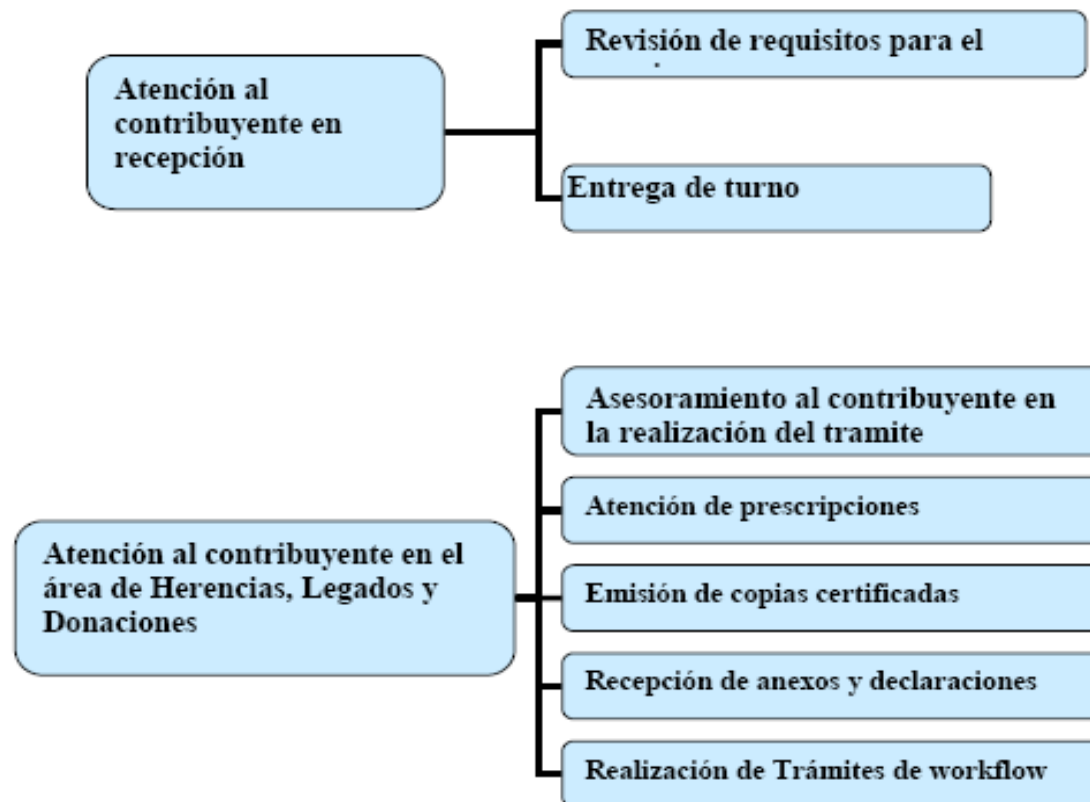 Revisión de requisitos para el
Atención al
contribuyente en
recepción
Entrega de turno
Asesoramiento al contribuyente en
la realización del tramite
Atención de prescripciones
Atención al contribuyente en el
área de Herencias, Legados y
Donaciones
Emisión de copias certificadas
Recepción de anexos y declaraciones
Realización de Trámites de workflow